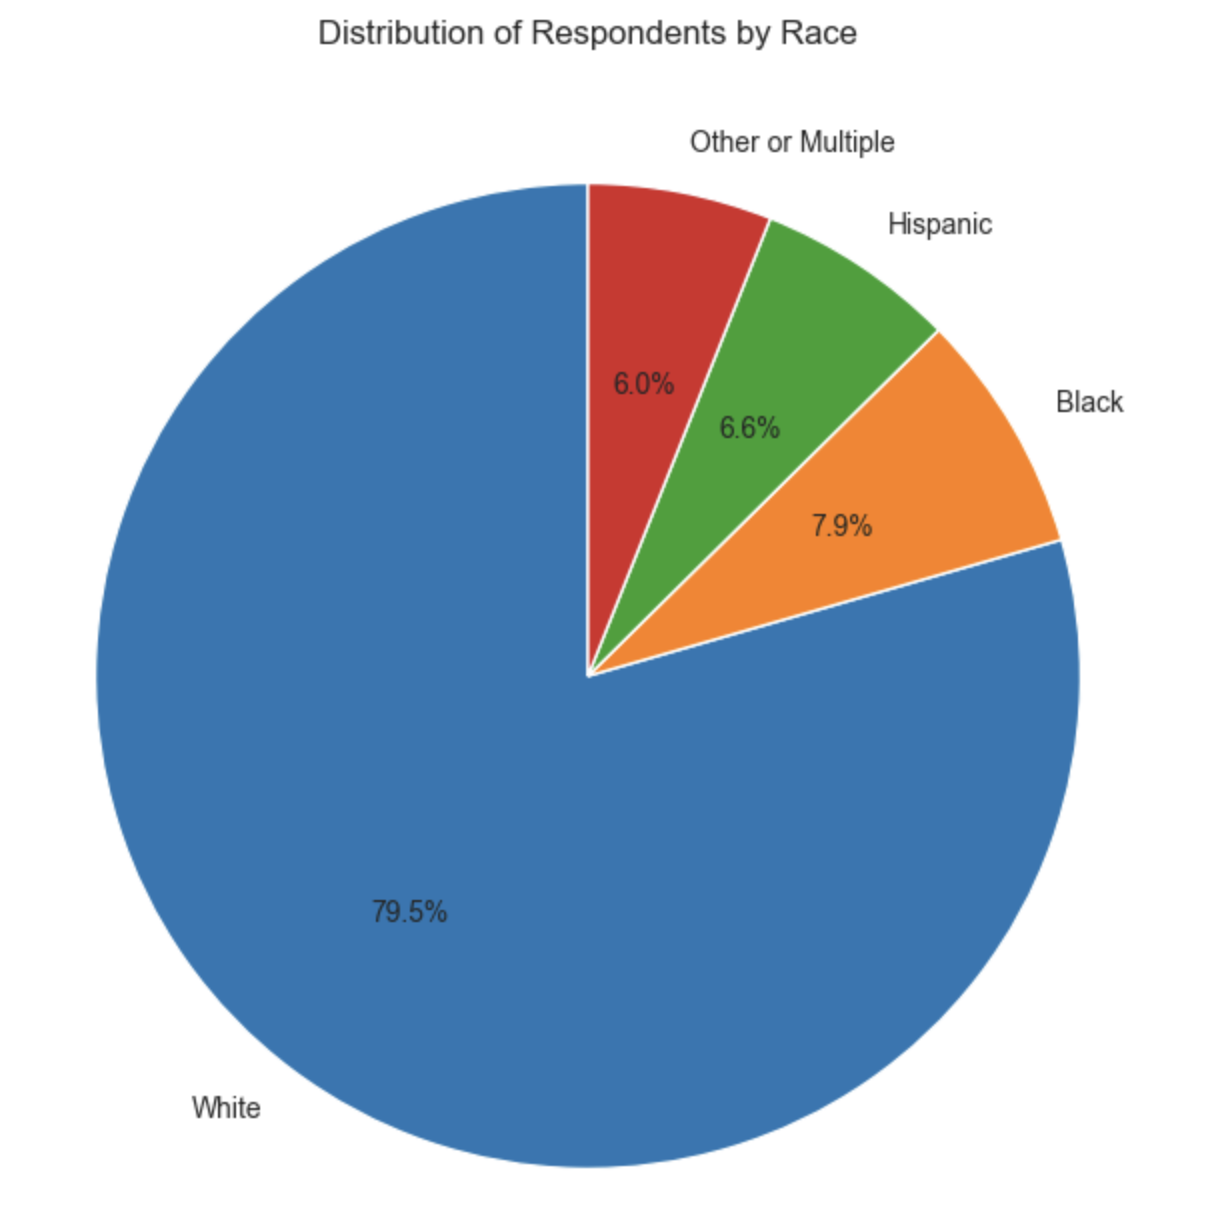 Distribution of Respondents by Race
Other or Multiple
Hispanic
6.0%
Black
6.6%
7.9%
79.5%
White